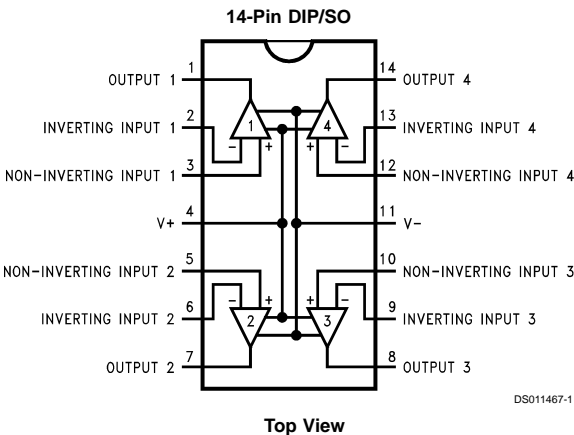 14-Pin DIP/SO
1 14
OUTPUT 1 OUTPUT 4
2 13
INVERTING INPUT 1 1 4 INVERTING INPUT 4
- + + -
3 12
NON-INVERTING INPUT 1 NON-INVERTING INPUT 4
4 11
V+ V-
5 10
NON-INVERTING INPUT 2 NON-INVERTING INPUT 3
- + + -
6 9
INVERTING INPUT 2 2 3 INVERTING INPUT 3
7 8
OUTPUT 2 OUTPUT 3
DS011467-1
Top View